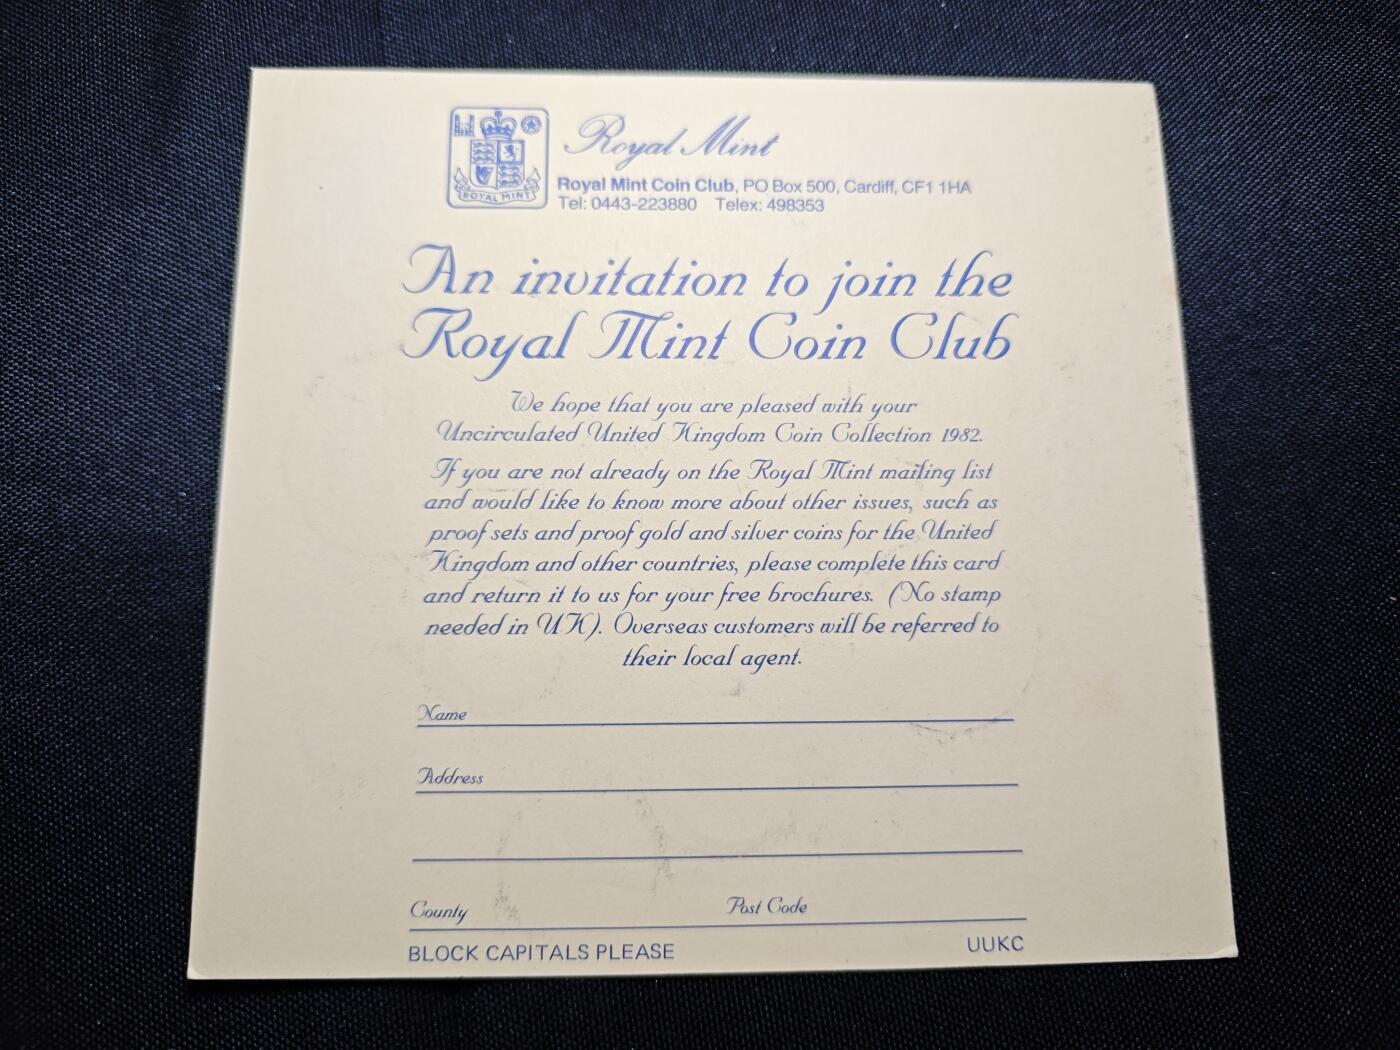 ROYAL MINT
Royal Mint
Royal Mint Coin Club, PO Box 500, Cardiff, CF1 1HA
Tel: 0443-223880 Telex: 498353
An invitation to join the
Royal Mint Coin Club
We hope that you are pleased with your
Uncirculated United Kingdom Coin Collection 1982.
If you are not already on the Royal Mint mailing list
and would like to know more about other issues, such as
proof sets and proof gold and silver coins for the United
Kingdom and other countries, please complete this card
and return it to us for your free brochures. (No stamp
needed in UK). Overseas customers will be referred to
their local agent.
Name
Address
County Post Code
BLOCK CAPITALS PLEASE UUKC